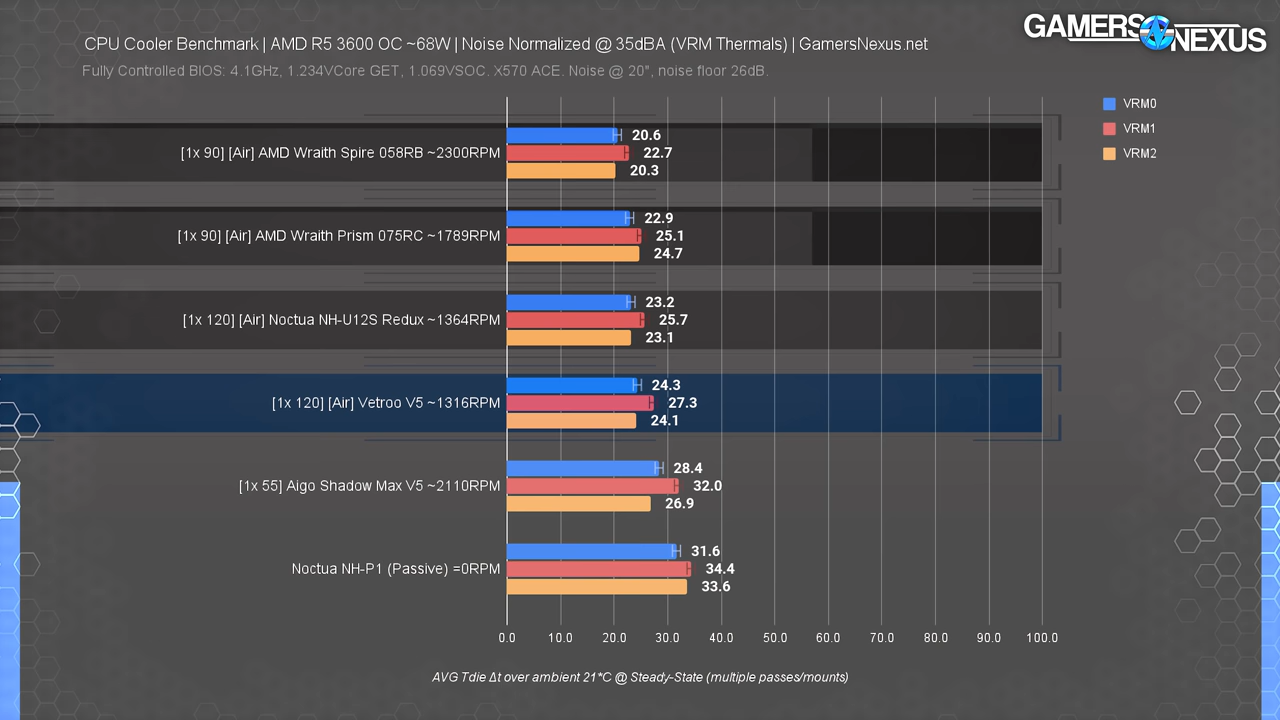 GAMERS NEXUS
CPU Cooler Benchmark | AMD R5 3600 OC ~68W | Noise Normalized @ 35dBA (VRM Thermals) | GamersNexus.net
Fully Controlled BIOS: 4.1GHz, 1.234VCore GET, 1.069VSOC. X570 ACE. Noise @ 20", noise floor 26dB.
VRM0
VRM1
VRM2
[1x 90] [Air] AMD Wraith Spire 058RB ~2300RPM
20.6
22.7
20.3
[1x 90] [Air] AMD Wraith Prism 075RC ~1789RPM
22.9
25.1
24.7
[1x 120] [Air] Noctua NH-U12S Redux ~1364RPM
23.2
25.7
23.1
[1x 120] [Air] Vetroo V5 ~1316RPM
24.3
27.3
24.1
[1x 55] Aigo Shadow Max V5 ~2110RPM
28.4
32.0
26.9
Noctua NH-P1 (Passive) =0RPM
31.6
34.4
33.6
0.0 10.0 20.0 30.0 40.0 50.0 60.0 70.0 80.0 90.0 100.0
AVG Tdie Δt over ambient 21*C @ Steady-State (multiple passes/mounts)